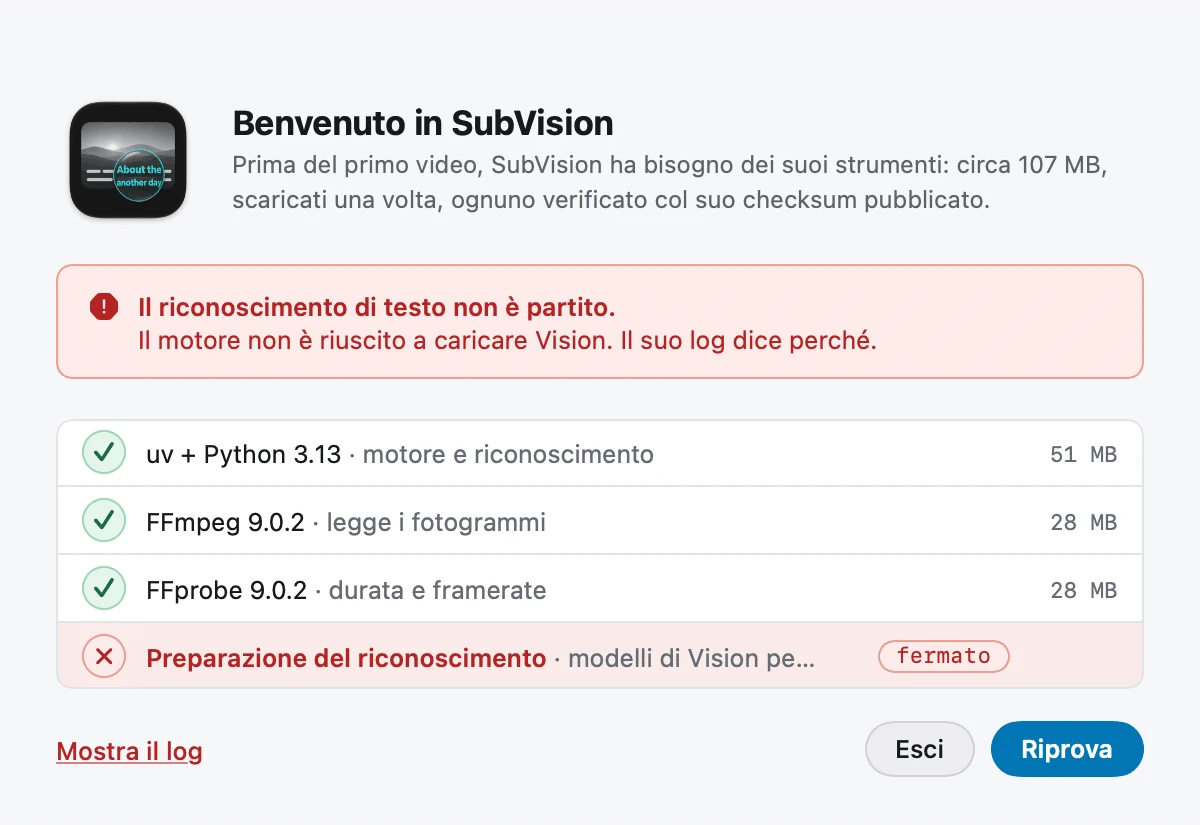 About the
another day
Benvenuto in SubVision
Prima del primo video, SubVision ha bisogno dei suoi strumenti: circa 107 MB,
scaricati una volta, ognuno verificato col suo checksum pubblicato.
Il riconoscimento di testo non è partito.
Il motore non è riuscito a caricare Vision. Il suo log dice perché.
uv + Python 3.13 · motore e riconoscimento 51 MB
FFmpeg 9.0.2 · legge i fotogrammi 28 MB
FFprobe 9.0.2 · durata e framerate 28 MB
Preparazione del riconoscimento · modelli di Vision pe... fermato
Mostra il log Esci Riprova